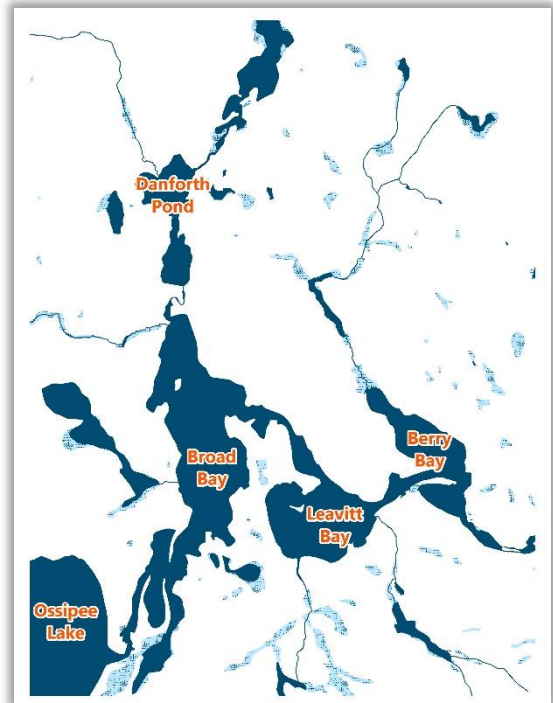 Danforth
Pond
Broad
Bay
Berry
Bay
Leavitt
Bay
Ossipee
Lake